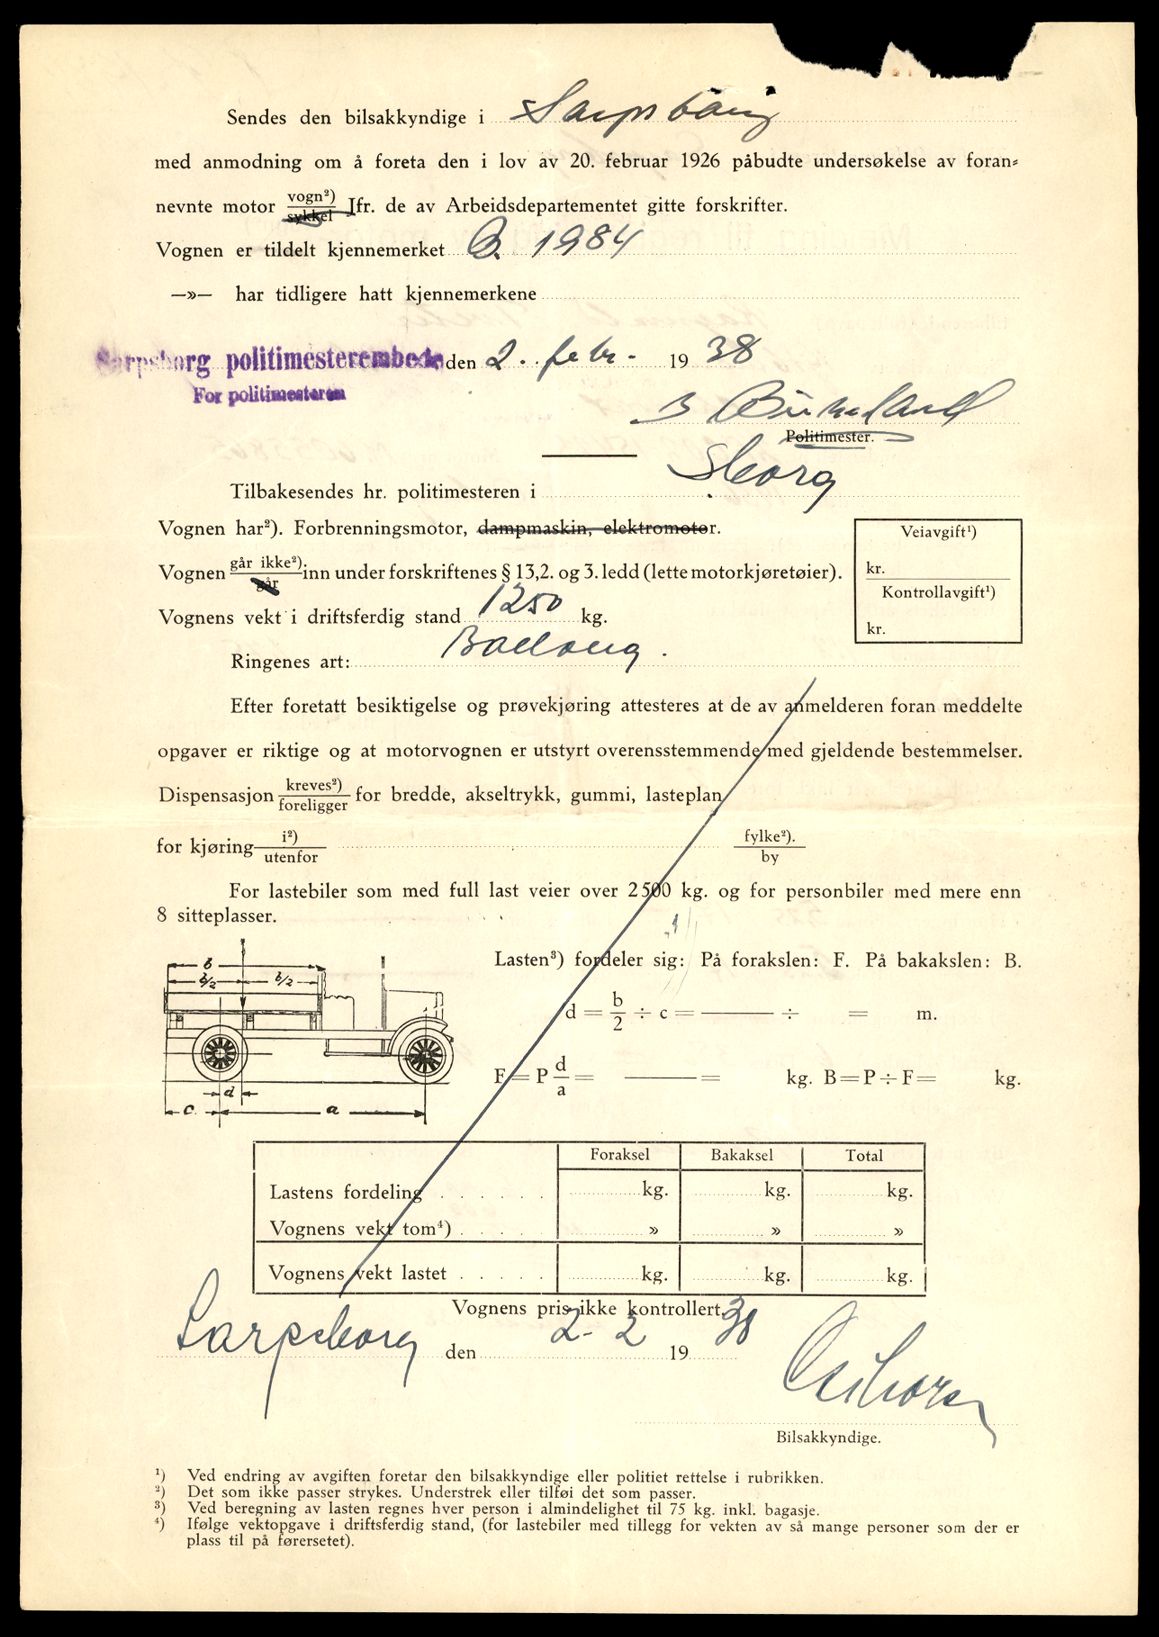 Sendes den bilsakkyndige i Sarpsborg
med anmodning om å foreta den i lov av 20. februar 1926 påbudte undersøkelse av foran=
nevnte motor vogn²) sykkel Jfr. de av Arbeidsdepartementet gitte forskrifter.
Vognen er tildelt kjennemerket B. 1984
—»— har tidligere hatt kjennemerkene
Sarpsborg politimesterembede den 2. febr. 1938
For politimesteren
B Birkeland
Politimester.
Tilbakesendes hr. politimesteren i Sborg
Vognen har²). Forbrenningsmotor, dampmaskin, elektromotor.
Veiavgift¹)
kr.
Kontrollavgift¹)
kr.
Vognen går ikke²) går inn under forskriftenes § 13,2. og 3. ledd (lette motorkjøretøier).
Vognens vekt i driftsferdig stand 1250 kg.
Ringenes art: Balloug.
Efter foretatt besiktigelse og prøvekjøring attesteres at de av anmelderen foran meddelte
opgaver er riktige og at motorvognen er utstyrt overensstemmende med gjeldende bestemmelser.
Dispensasjon kreves²) foreligger for bredde, akseltrykk, gummi, lasteplan
for kjøring i²) utenfor fylke²). by
For lastebiler som med full last veier over 2500 kg. og for personbiler med mere enn
8 sitteplasser.
b
b/2 b/2
d
c a
Lasten³) fordeler sig: På forakslen: F. På bakakslen: B.
d = b/2 ÷ c = ——— ÷ = m.
F = P d/a = ——— = kg. B = P ÷ F = kg.
Foraksel Bakaksel Total
Lastens fordeling . . . . . . kg. kg. kg.
Vognens vekt tom⁴) . . . . . » » »
Vognens vekt lastet . . . . . kg. kg. kg.
Vognens pris ikke kontrollert.
Sarpsborg den 2-2 1938
Bilsakkyndige.
¹) Ved endring av avgiften foretar den bilsakkyndige eller politiet rettelse i rubrikken.
²) Det som ikke passer strykes. Understrek eller tilføi det som passer.
³) Ved beregning av lasten regnes hver person i almindelighet til 75 kg. inkl. bagasje.
⁴) Ifølge vektopgave i driftsferdig stand, (for lastebiler med tillegg for vekten av så mange personer som der er
plass til på førersetet).